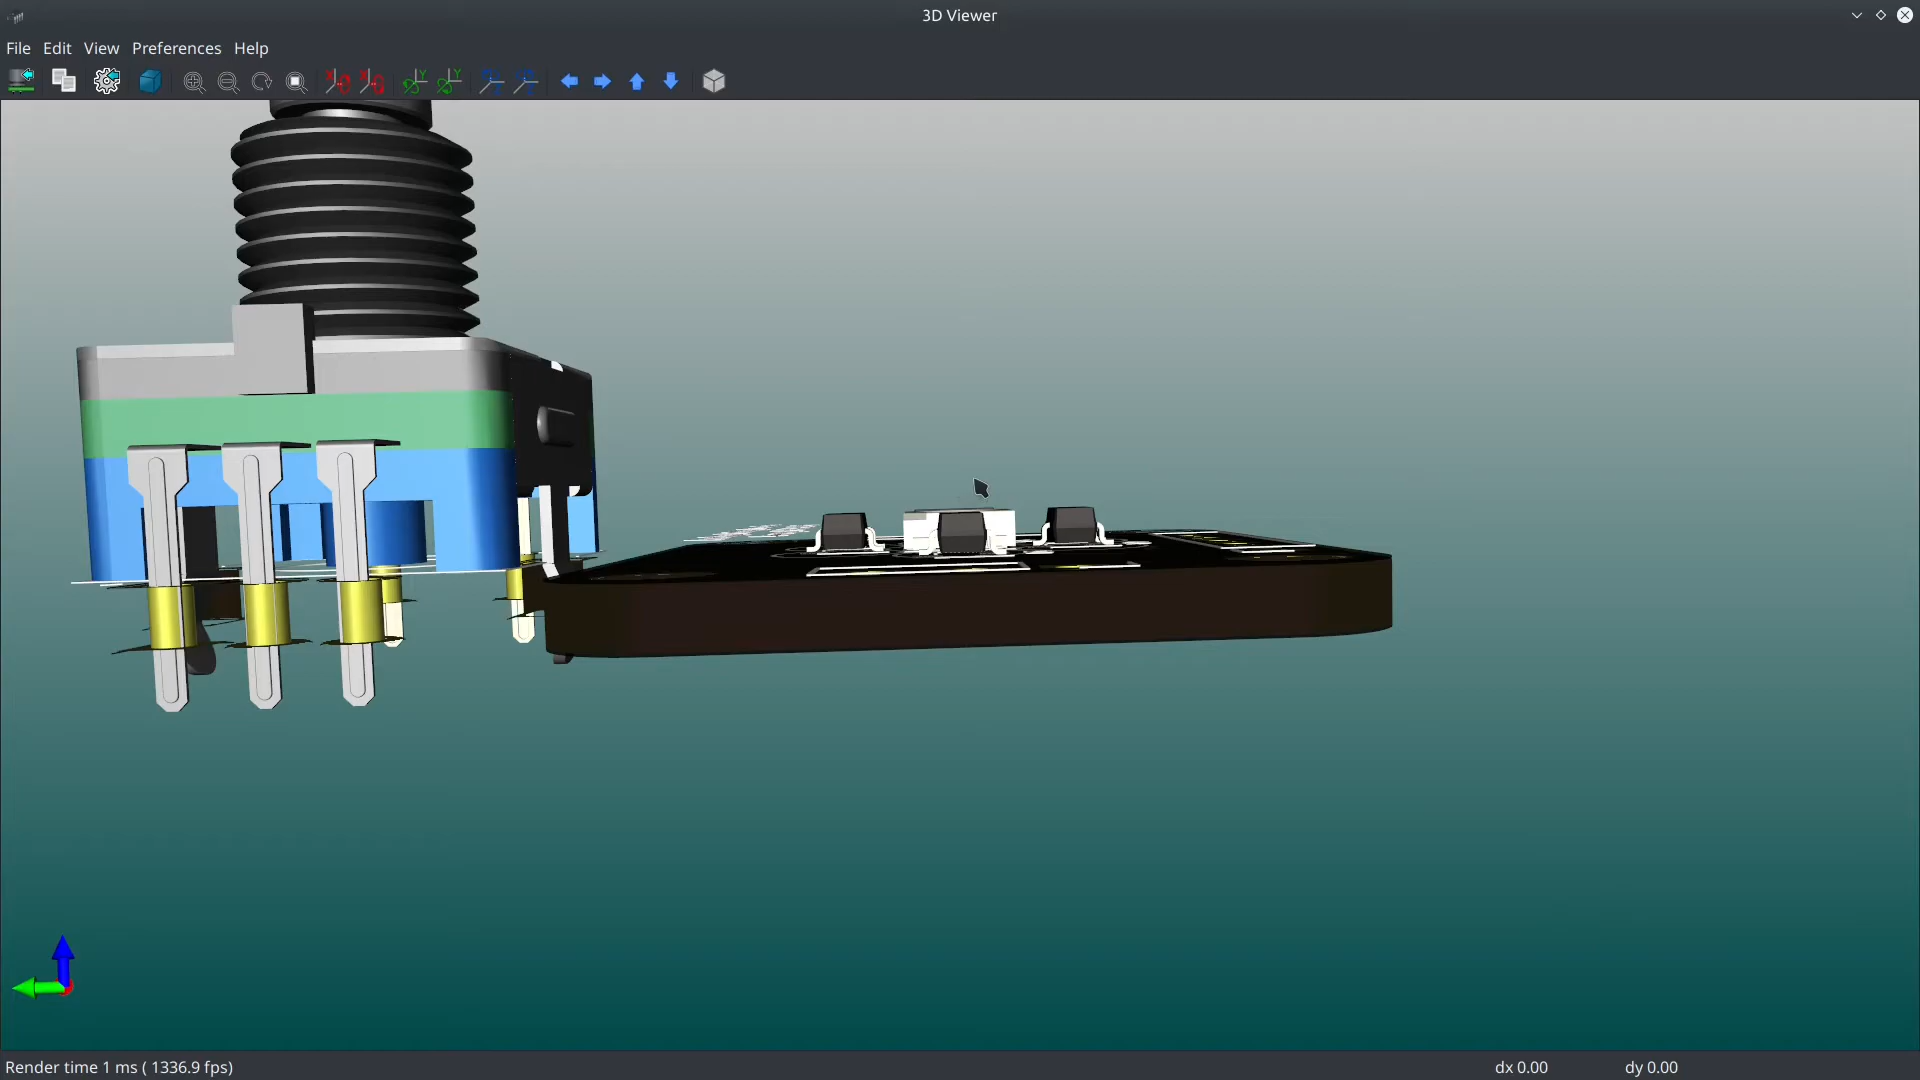 3D Viewer
File Edit View Preferences Help
Render time 1 ms ( 1336.9 fps)
dx 0.00
dy 0.00